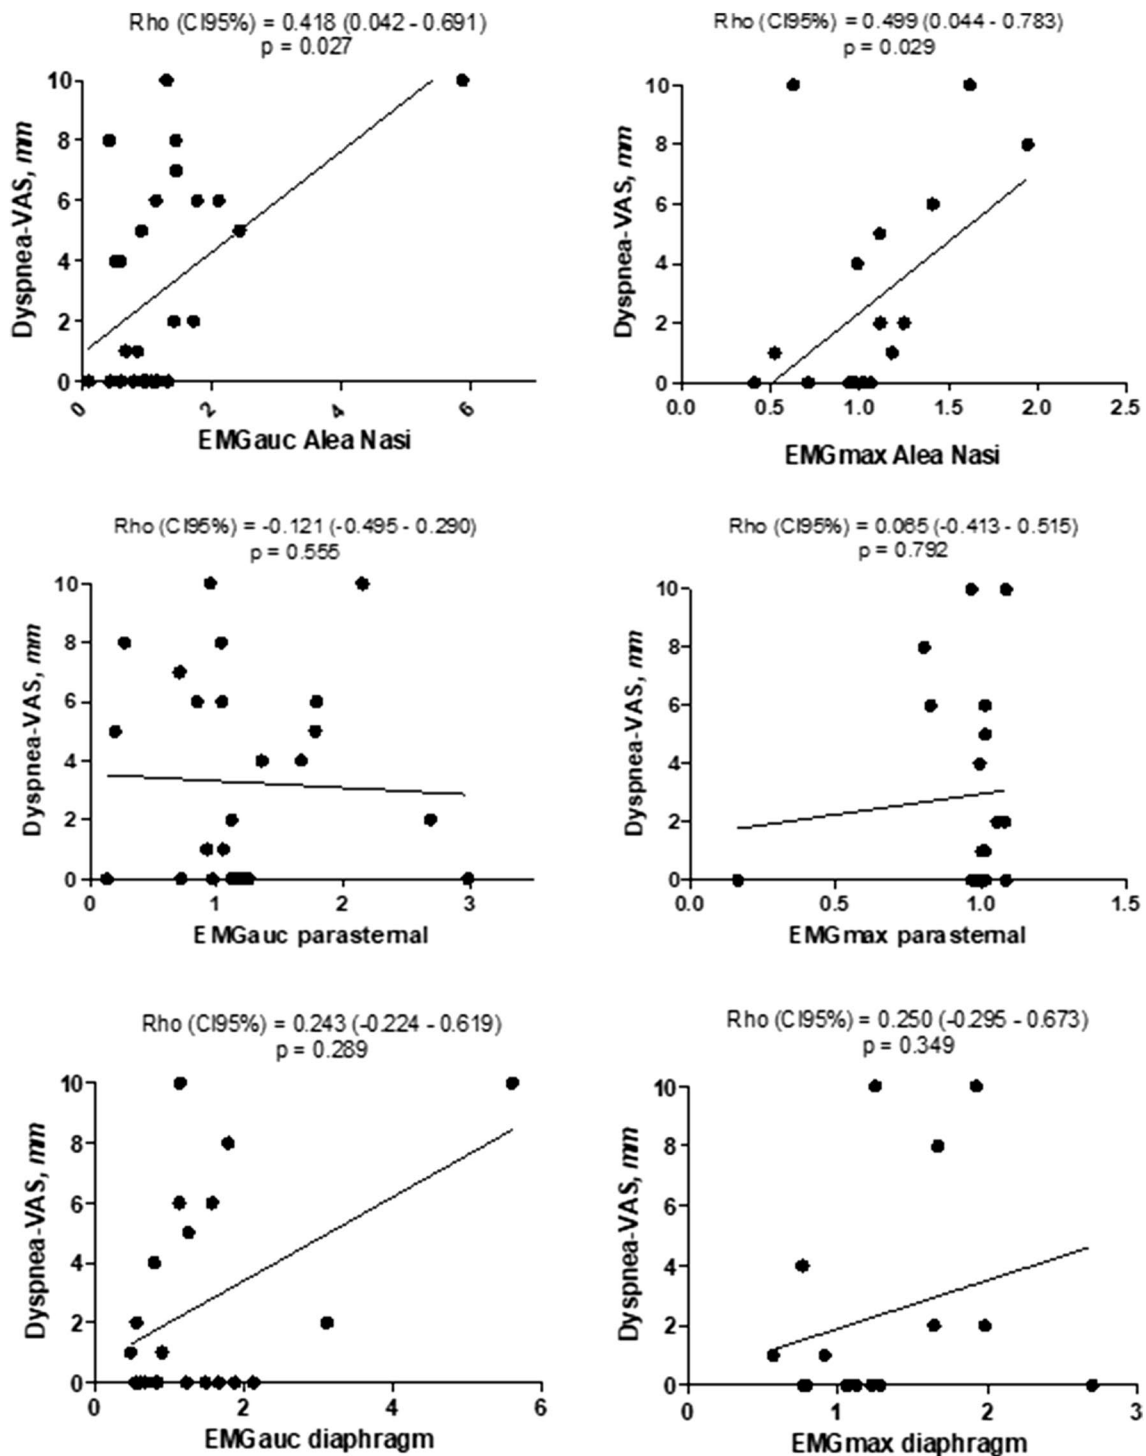 Rho (CI95%) = 0.418 (0.042 - 0.691)
p = 0.027
Dyspnea-VAS, mm
10
8
6
4
2
0
0
2
4
6
EMGauc Alea Nasi
Rho (CI95%) = 0.499 (0.044 - 0.783)
p = 0.029
Dyspnea-VAS, mm
10
8
6
4
2
0
0.0
0.5
1.0
1.5
2.0
2.5
EMGmax Alea Nasi
Rho (CI95%) = -0.121 (-0.495 - 0.290)
p = 0.555
Dyspnea-VAS, mm
10
8
6
4
2
0
0
1
2
3
EMGauc parasternal
Rho (CI95%) = 0.065 (-0.413 - 0.515)
p = 0.792
Dyspnea-VAS, mm
10
8
6
4
2
0
0.0
0.5
1.0
1.5
EMGmax parasternal
Rho (CI95%) = 0.243 (-0.224 - 0.619)
p = 0.289
Dyspnea-VAS, mm
10
8
6
4
2
0
0
2
4
6
EMGauc diaphragm
Rho (CI95%) = 0.250 (-0.295 - 0.673)
p = 0.349
Dyspnea-VAS, mm
10
8
6
4
2
0
0
1
2
3
EMGmax diaphragm